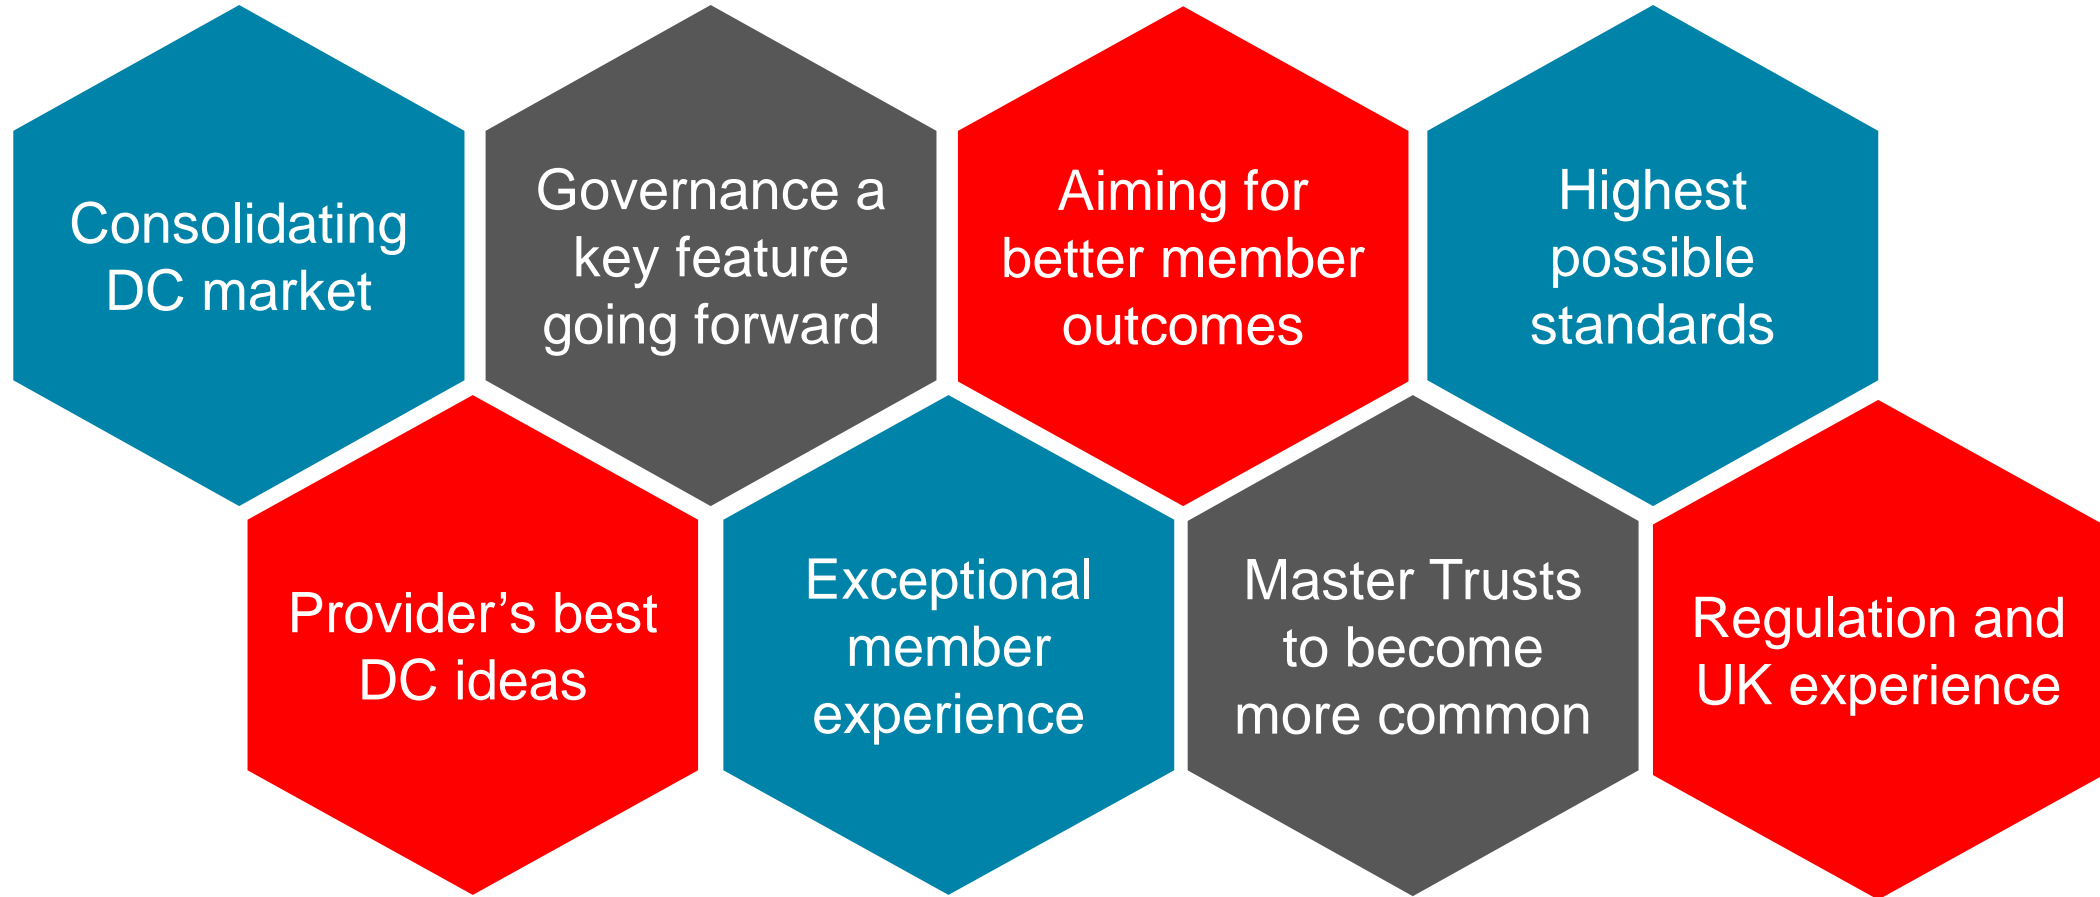 Consolidating
DC market
Governance a
key feature
going forward
Aiming for
better member
outcomes
Highest
possible
standards
Provider’s best
DC ideas
Exceptional
member
experience
Master Trusts
to become
more common
Regulation and
UK experience